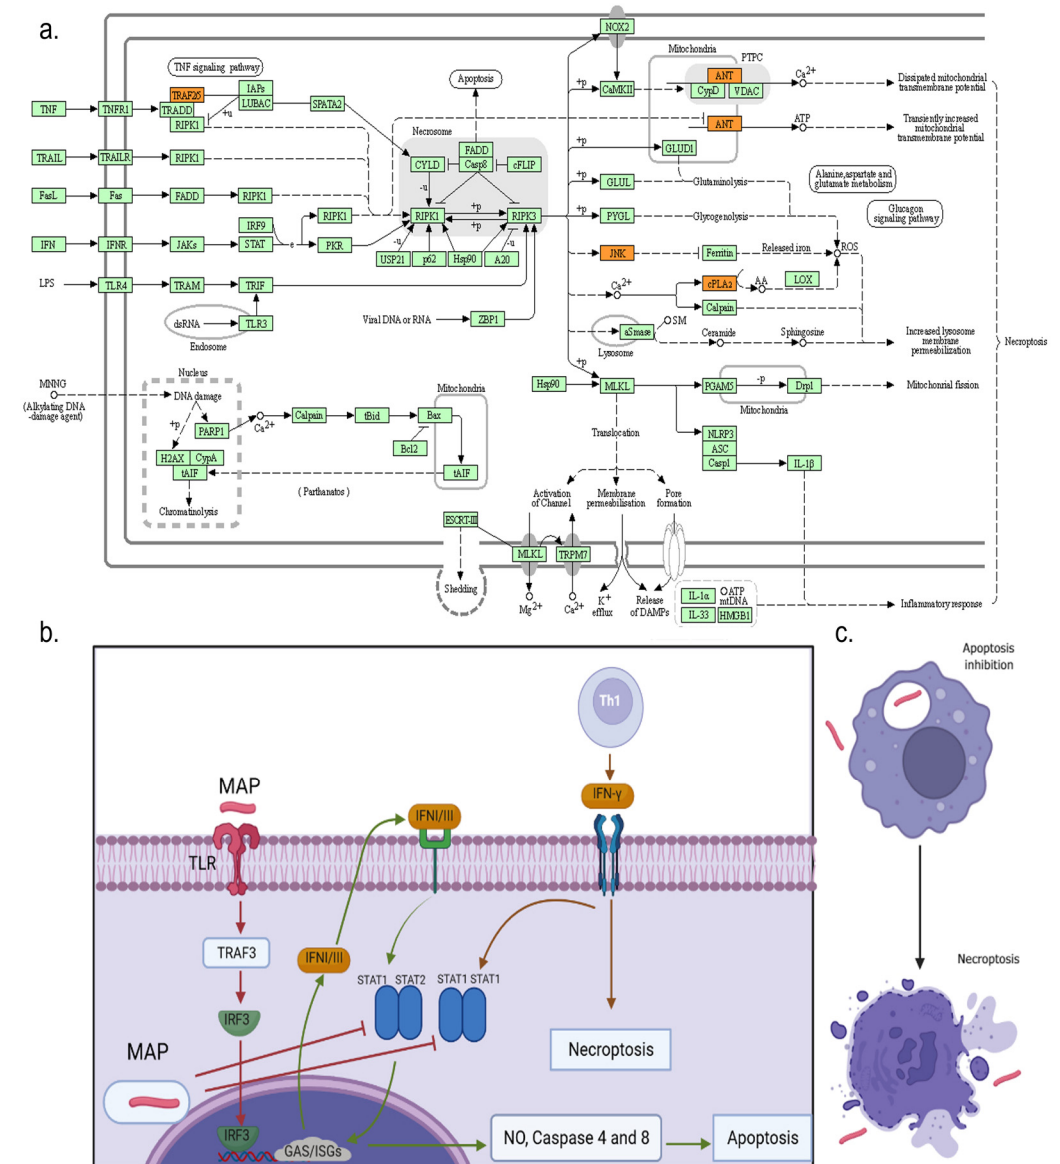 a.
NOX2
Mitochondria
PTPC
TNF signaling pathway
Apoptosis
ANT
Ca2+
CypD
VDAC
Dissipated mitochondrial
transmembrane potential
TRAF2/5
IAPs
LUBAC
SPATA2
+p
CaMKII
TNF
TNFR1
TRADD
RIPK1
+u
Necrosome
FADD
Casp8
CYLD
cFLIP
ANT
ATP
Transiently increased
mitochondrial
transmembrane potential
+p
GLUD1
TRAIL
TRAILR
RIPK1
-u
+p
GLUL
Glutaminolysis
Alanine, aspartate and
glutamate metabolism
FasL
Fas
FADD
RIPK1
RIPK1
+p
+p
RIPK3
+p
PYGL
Glycogenolysis
Glucagon
signaling pathway
RIPK1
IRF9
IFN
IFNR
JAKs
STAT
e
PKR
-u
-u
USP21
p62
Hsp90
A20
JNK
Ferritin
Released iron
ROS
LPS
TLR4
TRAM
TRIF
Ca2+
cPLA2
AA
LOX
Calpain
dsRNA
TLR3
Endosome
Viral DNA or RNA
ZBP1
aSmase
SM
Lysosome
Ceramide
Sphingosine
Increased lysosome
membrane
permeabilization
Necroptosis
+p
Hsp90
MLKL
PGAM5
-p
Drp1
Mitochonrial fission
Mitochondria
MNNG
(Alkylating DNA
-damage agent)
Nucleus
DNA damage
+p
PARP1
Ca2+
Calpain
tBid
Bax
Mitochondria
Bcl2
H2AX
CypA
tAIF
tAIF
(Parthanatos)
Chromatinolysis
Translocation
NLRP3
ASC
Casp1
IL-1β
Activation
of Channel
Membrane
permeabilisation
Pore
formation
ESCRT-III
MLKL
TRPM7
Shedding
Mg2+
Ca2+
K+
efflux
Release
of DAMPs
IL-1α
ATP
mtDNA
IL-33
HMGB1
Inflammatory response
b.
Th1
IFN-γ
MAP
IFNI/III
TLR
TRAF3
IFNI/III
STAT1 STAT2
STAT1 STAT1
IRF3
MAP
Necroptosis
IRF3
GAS/ISGs
NO, Caspase 4 and 8
Apoptosis
c.
Apoptosis
inhibition
Necroptosis